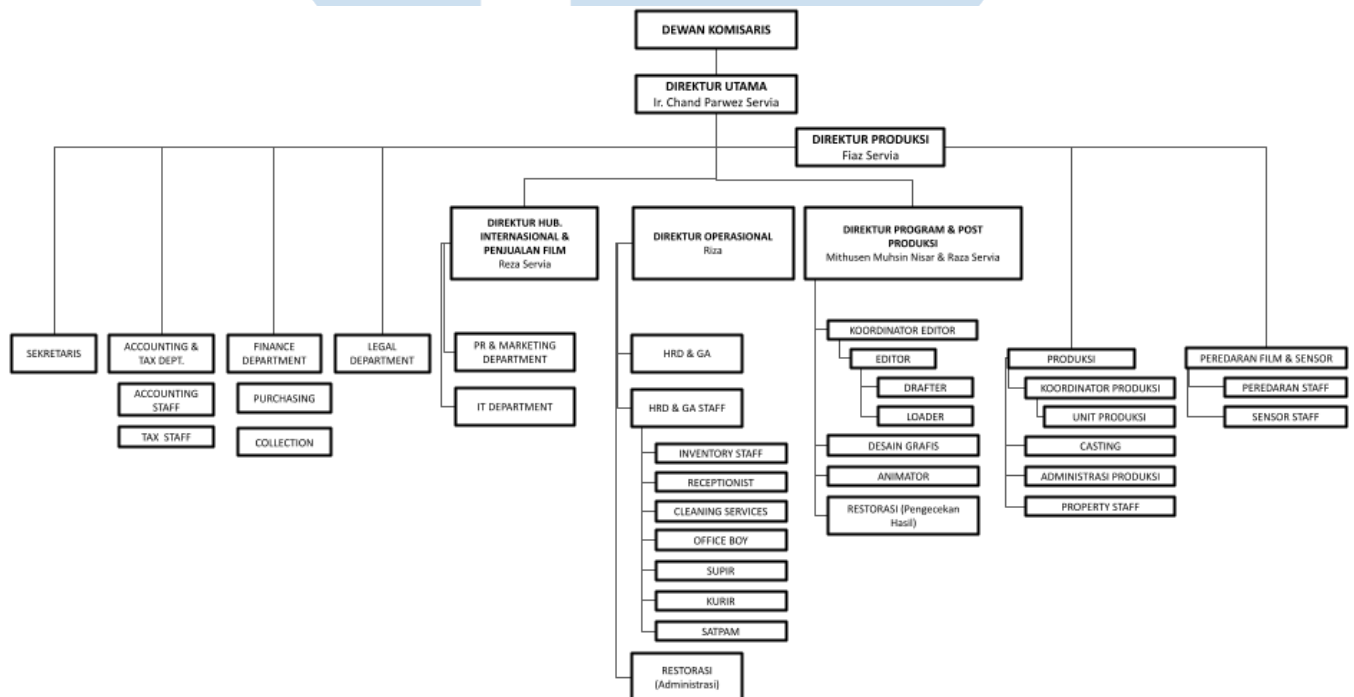 DEWAN KOMISARIS
DIREKTUR UTAMA
Ir. Chand Parwez Servia
DIREKTUR PRODUKSI
Fiaz Servia
DIREKTUR HUB.
INTERNASIONAL &
PENJUALAN FILM
Reza Servia
DIREKTUR OPERASIONAL
Riza
DIREKTUR PROGRAM & POST
PRODUKSI
Mithusen Muhsin Nisar & Raza Servia
SEKRETARIS
ACCOUNTING &
TAX DEPT.
ACCOUNTING
STAFF
TAX STAFF
FINANCE
DEPARTMENT
PURCHASING
COLLECTION
LEGAL
DEPARTMENT
PR & MARKETING
DEPARTMENT
IT DEPARTMENT
HRD & GA
HRD & GA STAFF
INVENTORY STAFF
RECEPTIONIST
CLEANING SERVICES
OFFICE BOY
SUPIR
KURIR
SATPAM
RESTORASI
(Administrasi)
KOORDINATOR EDITOR
EDITOR
DRAFTER
LOADER
DESAIN GRAFIS
ANIMATOR
RESTORASI (Pengecekan
Hasil)
PRODUKSI
KOORDINATOR PRODUKSI
UNIT PRODUKSI
CASTING
ADMINISTRASI PRODUKSI
PROPERTY STAFF
PEREDARAN FILM & SENSOR
PEREDARAN STAFF
SENSOR STAFF